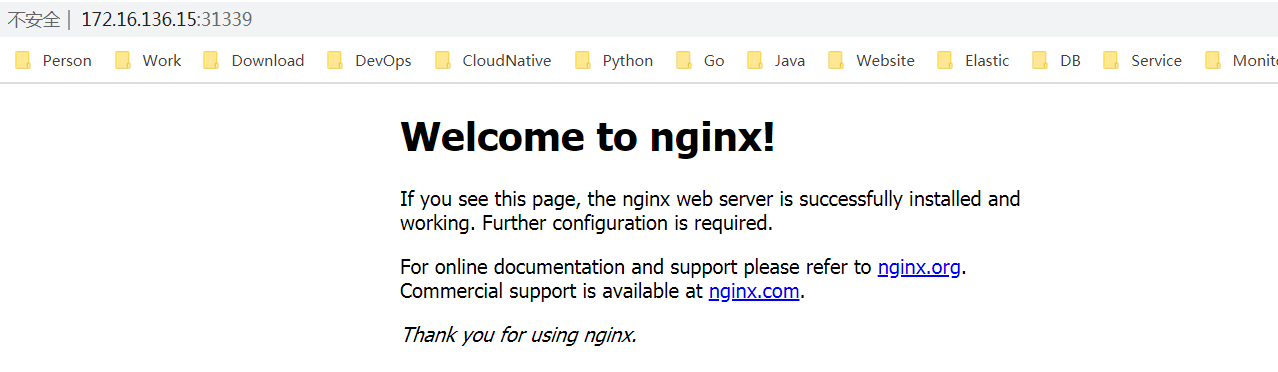 不安全 | 172.16.136.15:31339
Person Work Download DevOps CloudNative Python Go Java Website Elastic DB Service
Welcome to nginx!
If you see this page, the nginx web server is successfully installed and
working. Further configuration is required.
For online documentation and support please refer to nginx.org.
Commercial support is available at nginx.com.
Thank you for using nginx.